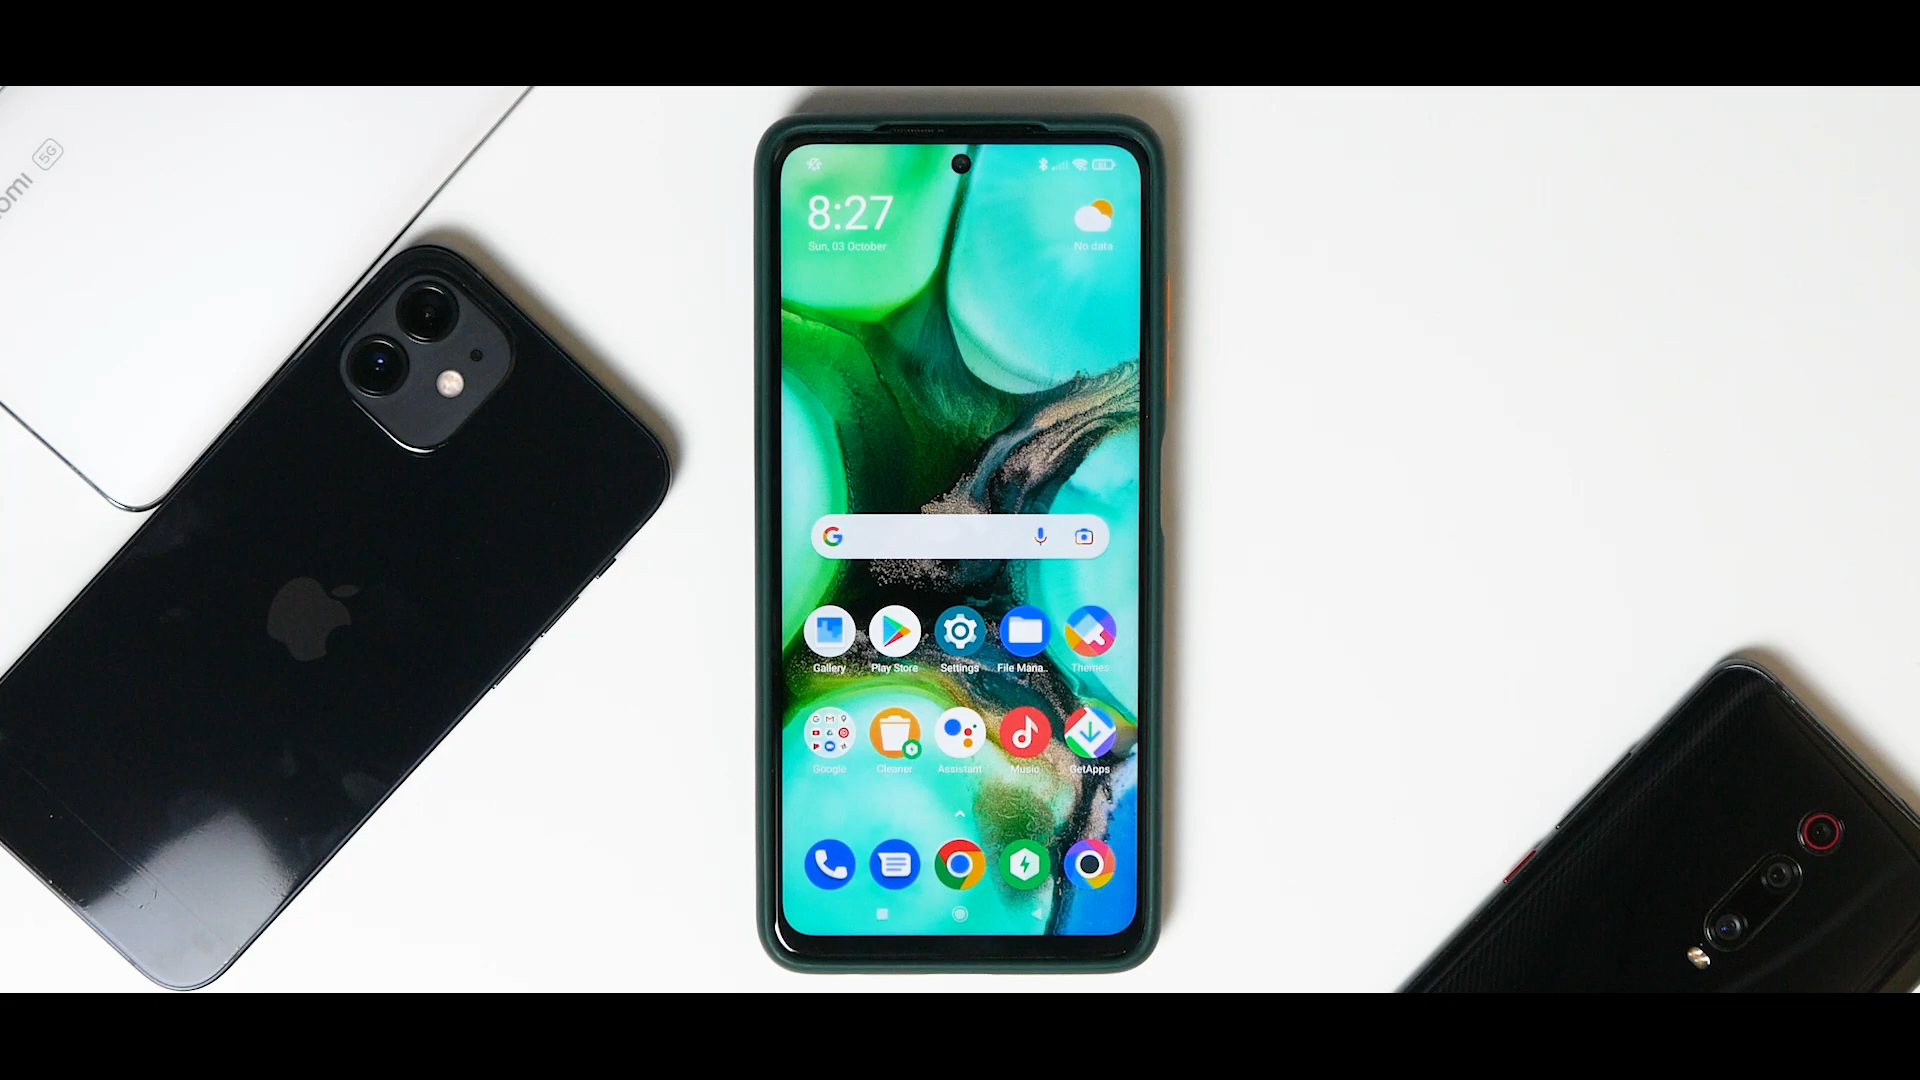 5G
8:27
Sun, 03 October
No data
Gallery
Play Store
Settings
File Mana..
Themes
Google
Cleaner
Assistant
Music
GetApps